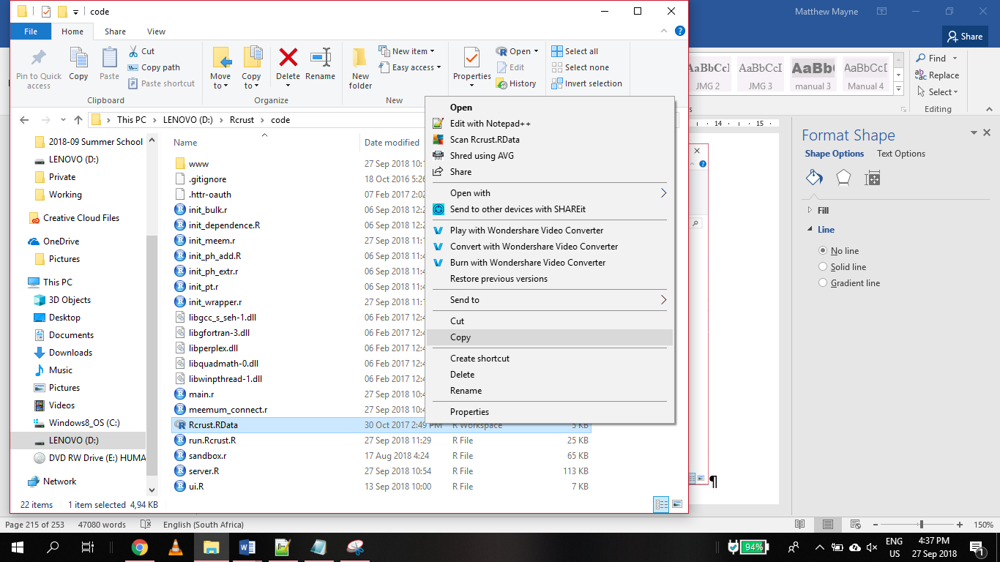 code
Matthew Mayne
File Home Share View
Share
Pin to Quick access
Copy
Paste
Cut
Copy path
Paste shortcut
Clipboard
Move to
Copy to
Delete
Rename
Organize
New folder
New item
Easy access
New
Properties
Open
Edit
History
Select all
Select none
Invert selection
AaBbCcI AaBbCcD AaBb AaBbCcD
JMG 2 JMG 3 manual 3 Manual 4
Find
Replace
Select
Editing
This PC > LENOVO (D:) > Rcrust > code
14 15
2018-09 Summer School
LENOVO (D:)
Private
Working
Creative Cloud Files
OneDrive
Pictures
This PC
3D Objects
Desktop
Documents
Downloads
Music
Pictures
Videos
Windows8_OS (C:)
LENOVO (D:)
DVD RW Drive (E:) HUMA
Network
Name Date modified
www 27 Sep 2018 10:
.gitignore 18 Oct 2016 5:26
.httr-oauth 07 Feb 2017 2:02
init_bulk.r 06 Sep 2018 12:2
init_dependence.R 06 Sep 2018 12:2
init_meem.r 27 Sep 2018 11:1
init_ph_add.R 06 Sep 2018 11:4
init_ph_extr.r 06 Sep 2018 11:4
init_pt.r 06 Sep 2018 11:4
init_wrapper.r 27 Sep 2018 11:1
libgcc_s_seh-1.dll 06 Feb 2017 12:4
libgfortran-3.dll 06 Feb 2017 12:4
libperplex.dll 06 Feb 2017 12:4
libquadmath-0.dll 06 Feb 2017 12:4
libwinpthread-1.dll 06 Feb 2017 12:4
main.r 27 Sep 2018 10:4
meemum_connect.r 27 Sep 2018 10:4
Rcrust.RData 30 Oct 2017 2:49 PM R Workspace 5 KB
run.Rcrust.R 27 Sep 2018 11:29 R File 25 KB
sandbox.r 17 Aug 2018 4:24 R File 65 KB
server.R 27 Sep 2018 10:54 R File 113 KB
ui.R 13 Sep 2018 10:00 R File 7 KB
22 items 1 item selected 4,94 KB
Open
Edit with Notepad++
Scan Rcrust.RData
Shred using AVG
Share
Open with
Send to other devices with SHAREit
Play with Wondershare Video Converter
Convert with Wondershare Video Converter
Burn with Wondershare Video Converter
Restore previous versions
Send to
Cut
Copy
Create shortcut
Delete
Rename
Properties
¶
Format Shape
Shape Options Text Options
Fill
Line
No line
Solid line
Gradient line
Page 215 of 253 47080 words English (South Africa) 150%
94%
ENG
US
4:37 PM
27 Sep 2018
1